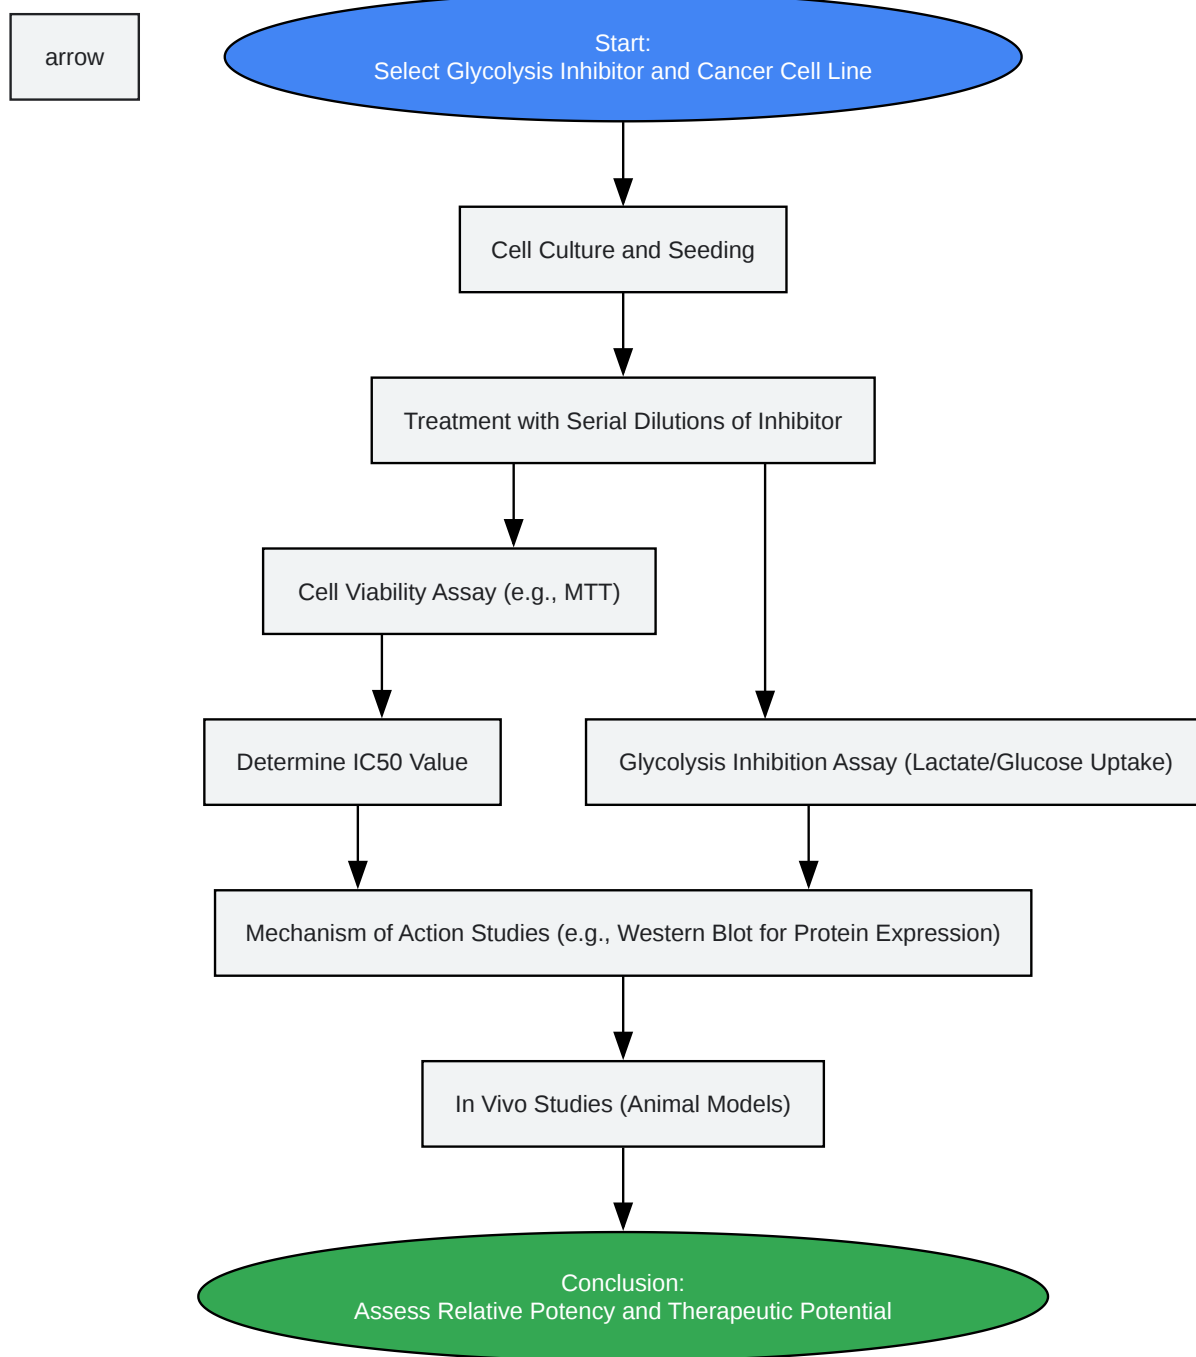 arrow
Start:
Select Glycolysis Inhibitor and Cancer Cell Line
Cell Culture and Seeding
Treatment with Serial Dilutions of Inhibitor
Cell Viability Assay (e.g., MTT)
Determine IC50 Value
Glycolysis Inhibition Assay (Lactate/Glucose Uptake)
Mechanism of Action Studies (e.g., Western Blot for Protein Expression)
In Vivo Studies (Animal Models)
Conclusion:
Assess Relative Potency and Therapeutic Potential